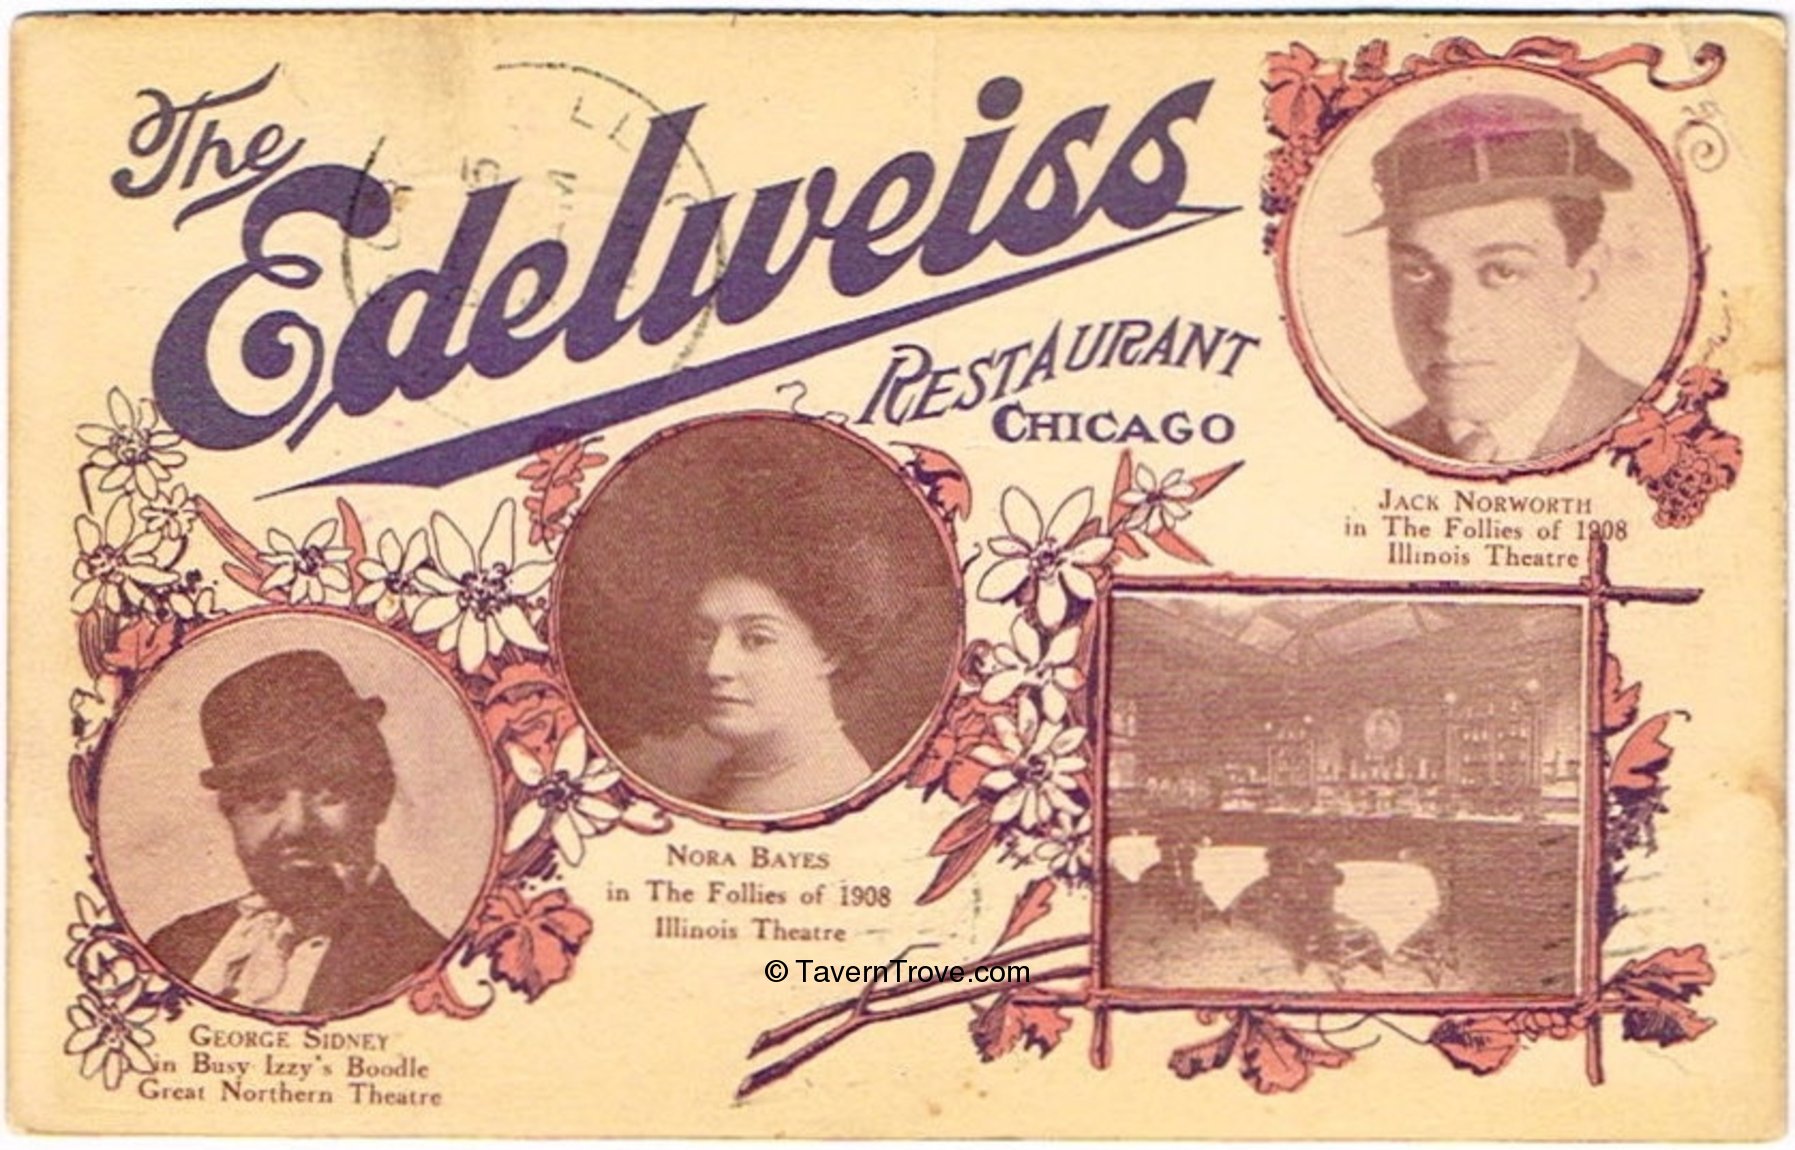 The
Edelweiss
RESTAURANT
CHICAGO
JACK NORWORTH
in The Follies of 1908
Illinois Theatre
NORA BAYES
in The Follies of 1908
Illinois Theatre
© TavernTrove.com
GEORGE SIDNEY
in Busy Izzy's Boodle
Great Northern Theatre